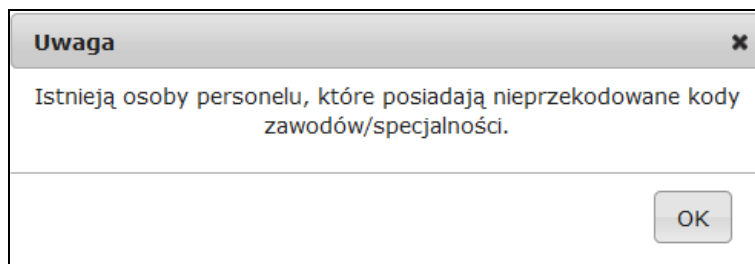 Uwaga
Istnieją osoby personelu, które posiadają nieprzekodowane kody
zawodów/specjalności.
OK